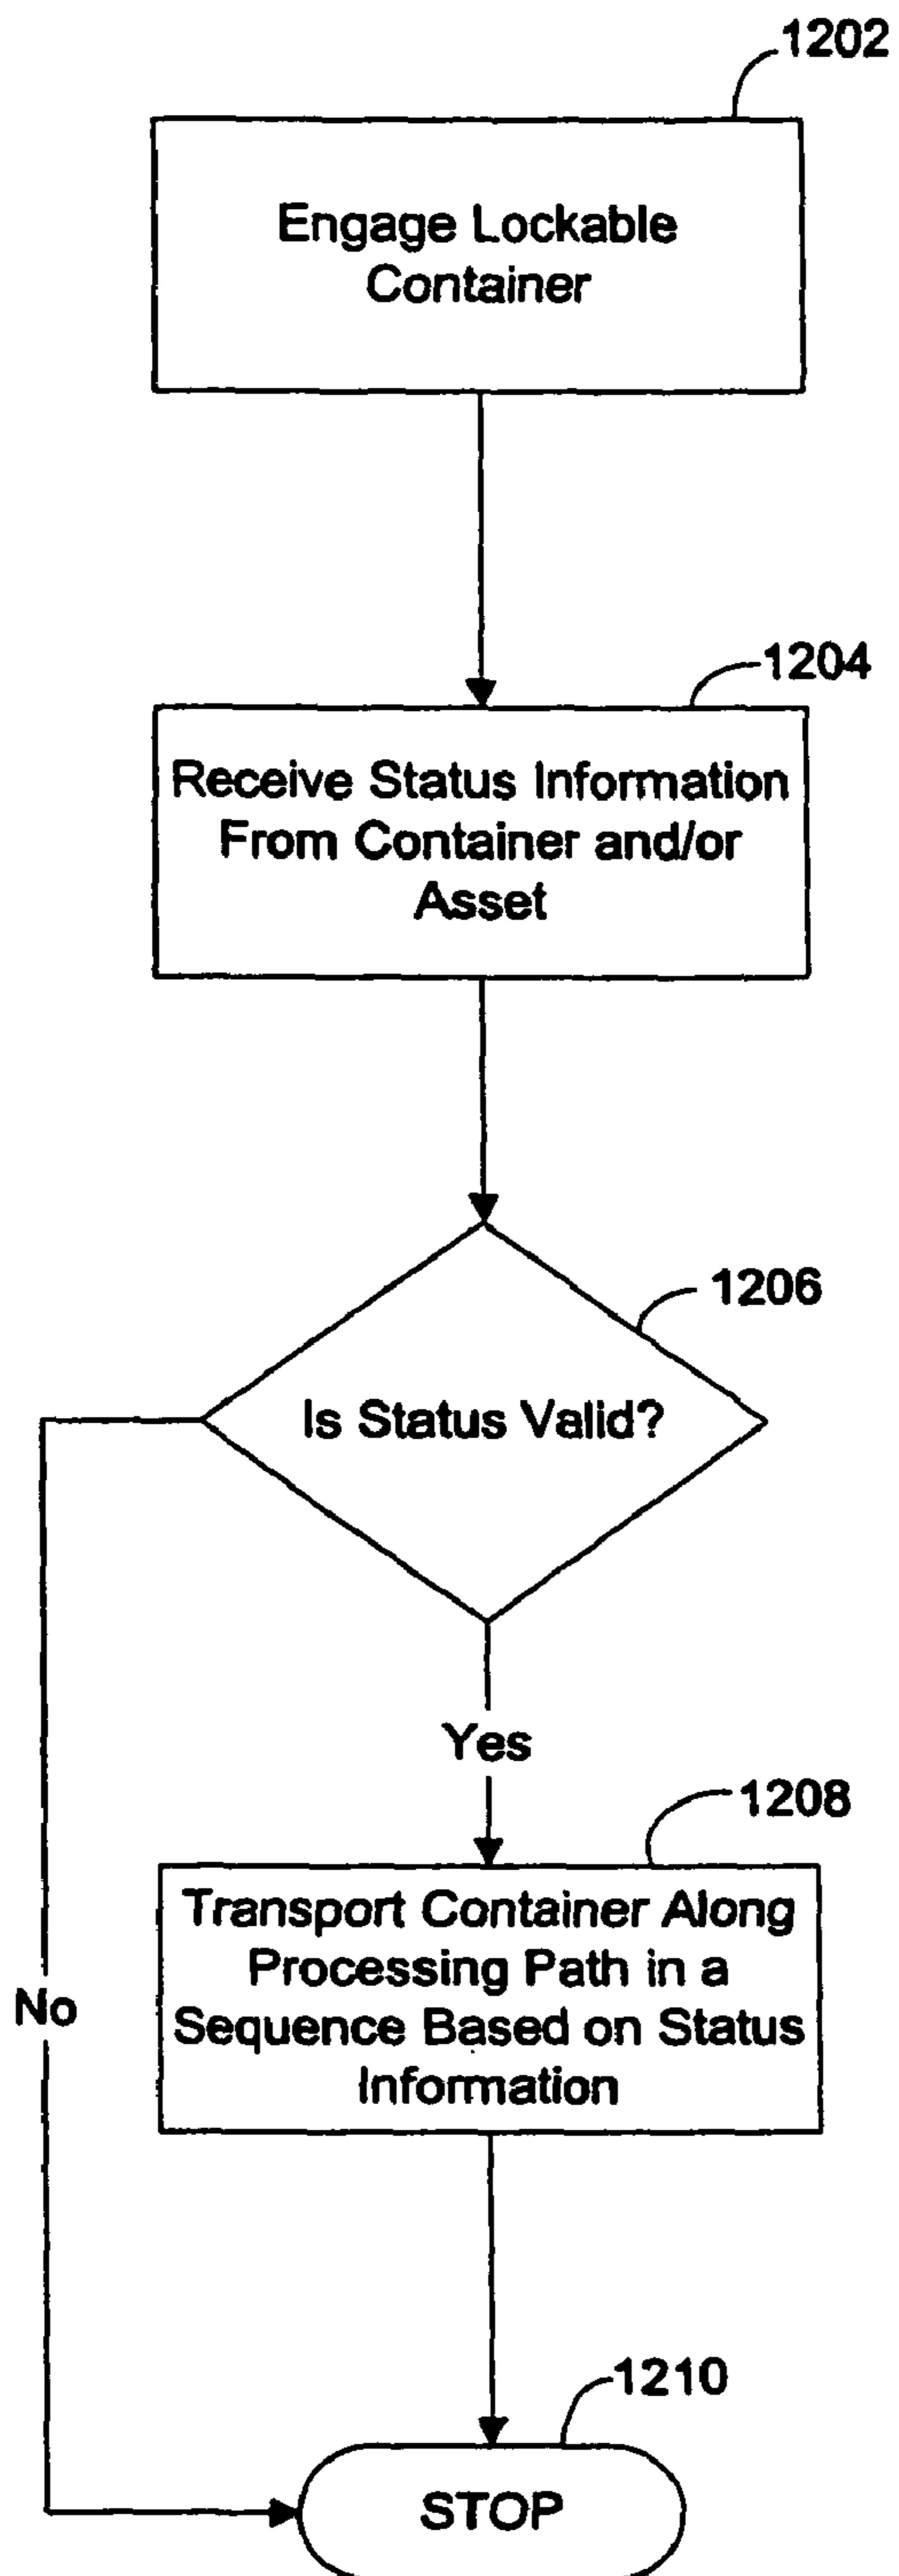 1202
Engage Lockable
Container
1204
Receive Status Information
From Container and/or
Asset
1206
Is Status Valid?
Yes
1208
Transport Container Along
Processing Path in a
Sequence Based on Status
Information
No
1210
STOP